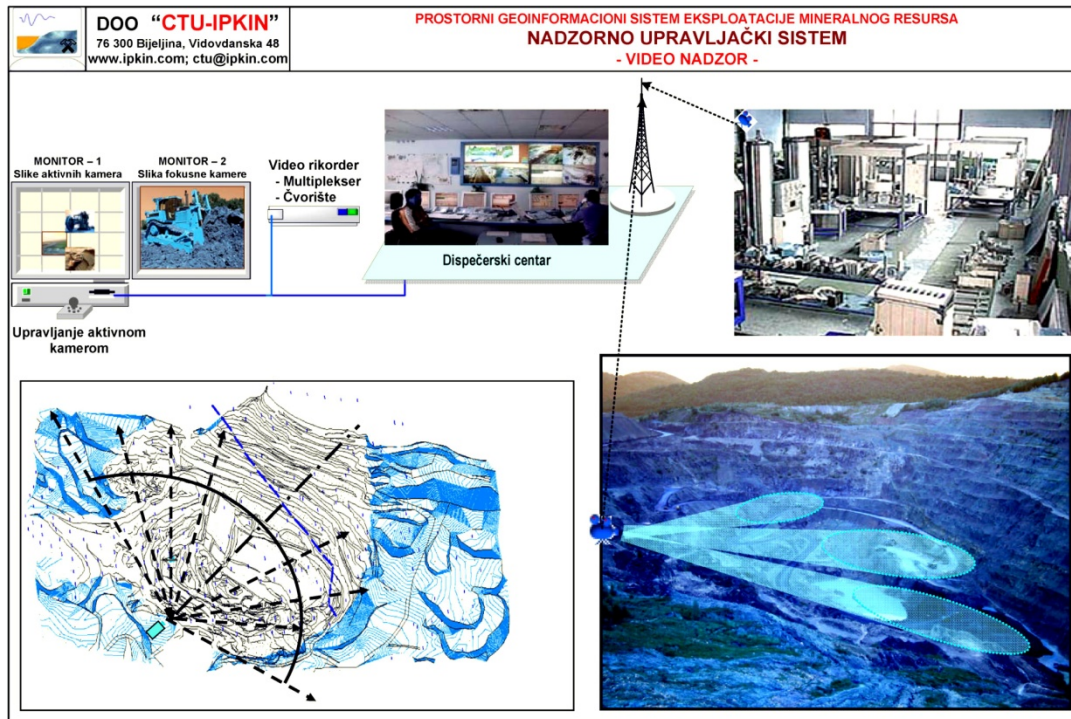 DOO “CTU-IPKIN”
76 300 Bijeljina, Vidovdanska 48
www.ipkin.com; ctu@ipkin.com
PROSTORNI GEOINFORMACIONI SISTEM EKSPLOATACIJE MINERALNOG RESURSA
NADZORNO UPRAVLJAČKI SISTEM
- VIDEO NADZOR -
MONITOR – 1
Slike aktivnih kamera
MONITOR – 2
Slika fokusne kamere
Video rikorder
- Multiplekser
- Čvorište
Dispečerski centar
Upravljanje aktivnom
kamerom